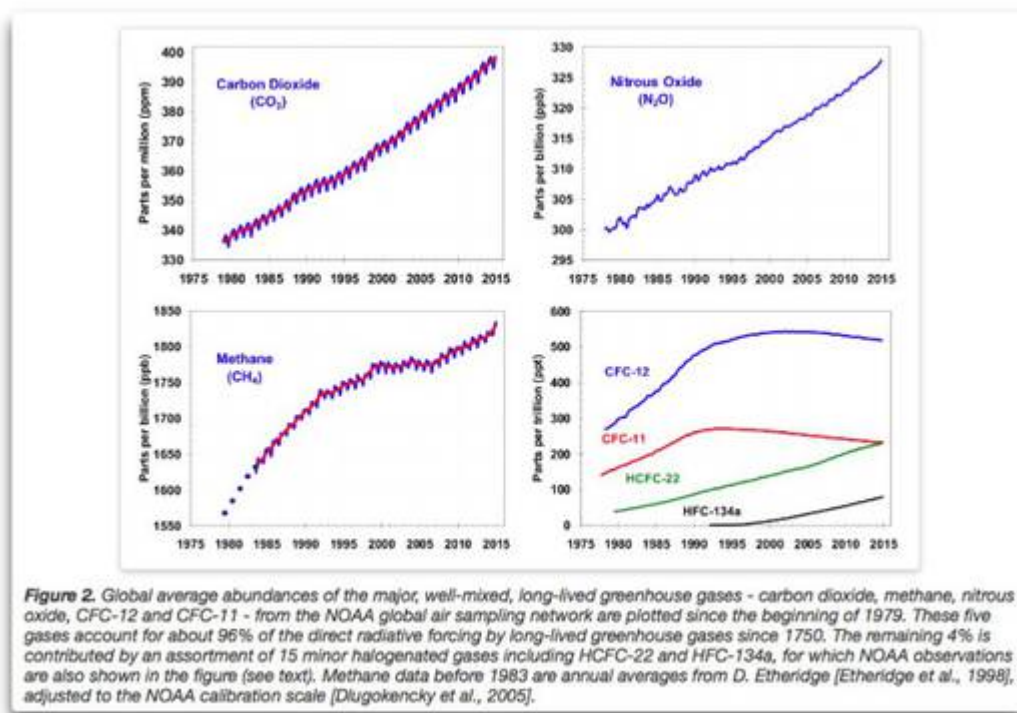 400
390
380
370
360
350
340
330
Parts per million (ppm)
Carbon Dioxide
(CO₂)
1975 1980 1985 1990 1995 2000 2005 2010 2015
330
325
320
315
310
305
300
295
Parts per billion (ppb)
Nitrous Oxide
(N₂O)
1975 1980 1985 1990 1995 2000 2005 2010 2015
1850
1800
1750
1700
1650
1600
1550
Parts per billion (ppb)
Methane
(CH₄)
1975 1980 1985 1990 1995 2000 2005 2010 2015
600
500
400
300
200
100
0
Parts per trillion (ppt)
CFC-12
CFC-11
HCFC-22
HFC-134a
1975 1980 1985 1990 1995 2000 2005 2010 2015
Figure 2. Global average abundances of the major, well-mixed, long-lived greenhouse gases - carbon dioxide, methane, nitrous
oxide, CFC-12 and CFC-11 - from the NOAA global air sampling network are plotted since the beginning of 1979. These five
gases account for about 96% of the direct radiative forcing by long-lived greenhouse gases since 1750. The remaining 4% is
contributed by an assortment of 15 minor halogenated gases including HCFC-22 and HFC-134a, for which NOAA observations
are also shown in the figure (see text). Methane data before 1983 are annual averages from D. Etheridge [Etheridge et al., 1998],
adjusted to the NOAA calibration scale [Dlugokencky et al., 2005].